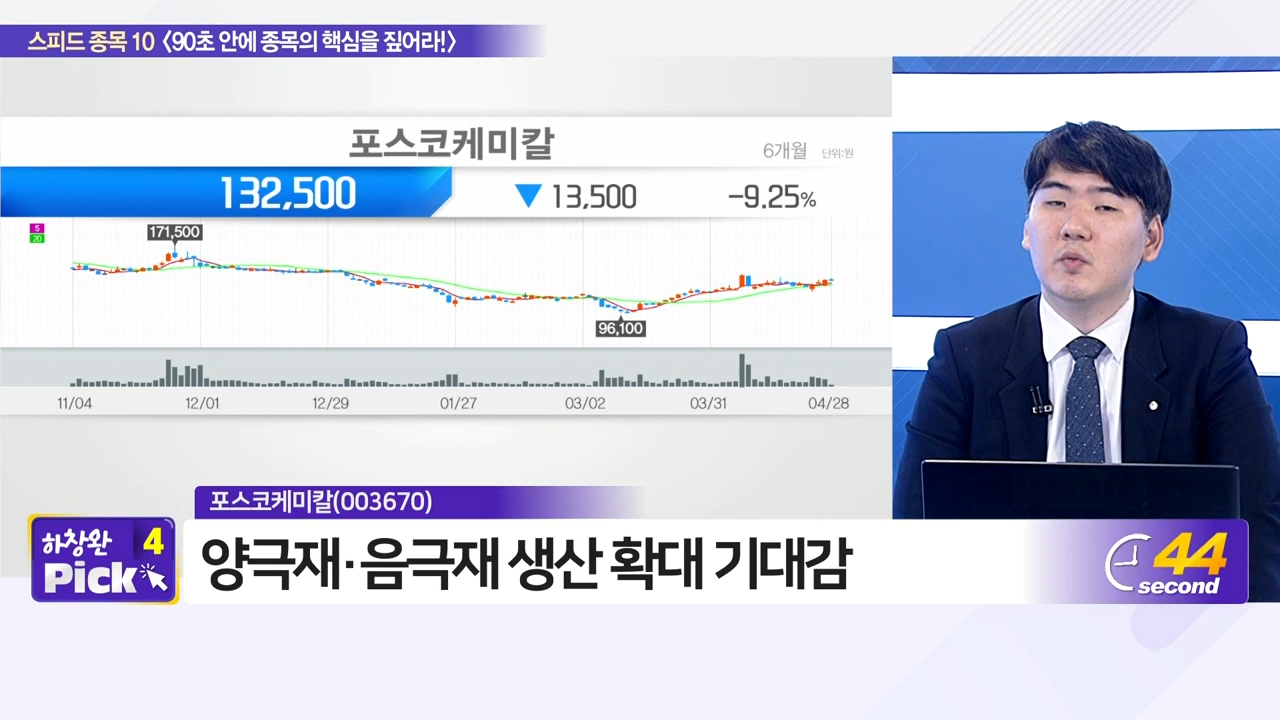 스피드 종목 10 〈90초 안에 종목의 핵심을 짚어라!〉
포스코케미칼
6개월 단위:원
132,500 ▼ 13,500 -9.25%
5
20
171,500
96,100
11/04 12/01 12/29 01/27 03/02 03/31 04/28
포스코케미칼(003670)
하창완 4
Pick
양극재·음극재 생산 확대 기대감
44
second